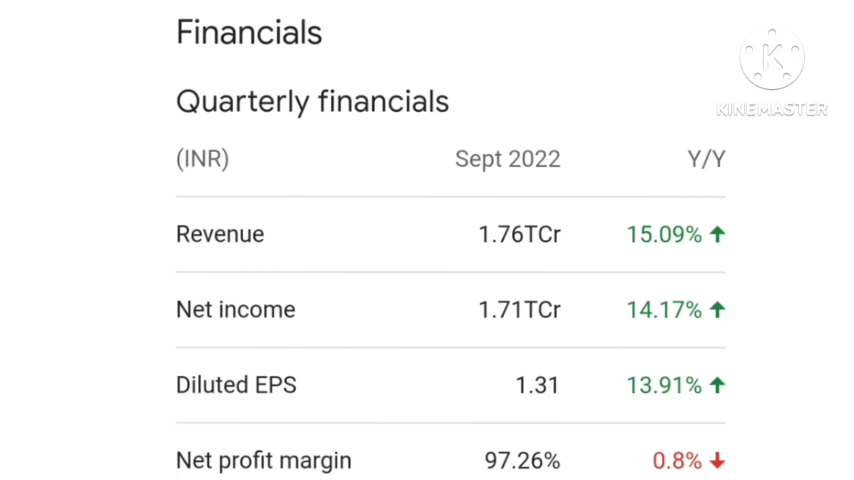 Financials
KINEMASTER
Quarterly financials
(INR) Sept 2022 Y/Y
Revenue 1.76TCr 15.09%
Net income 1.71TCr 14.17%
Diluted EPS 1.31 13.91%
Net profit margin 97.26% 0.8%